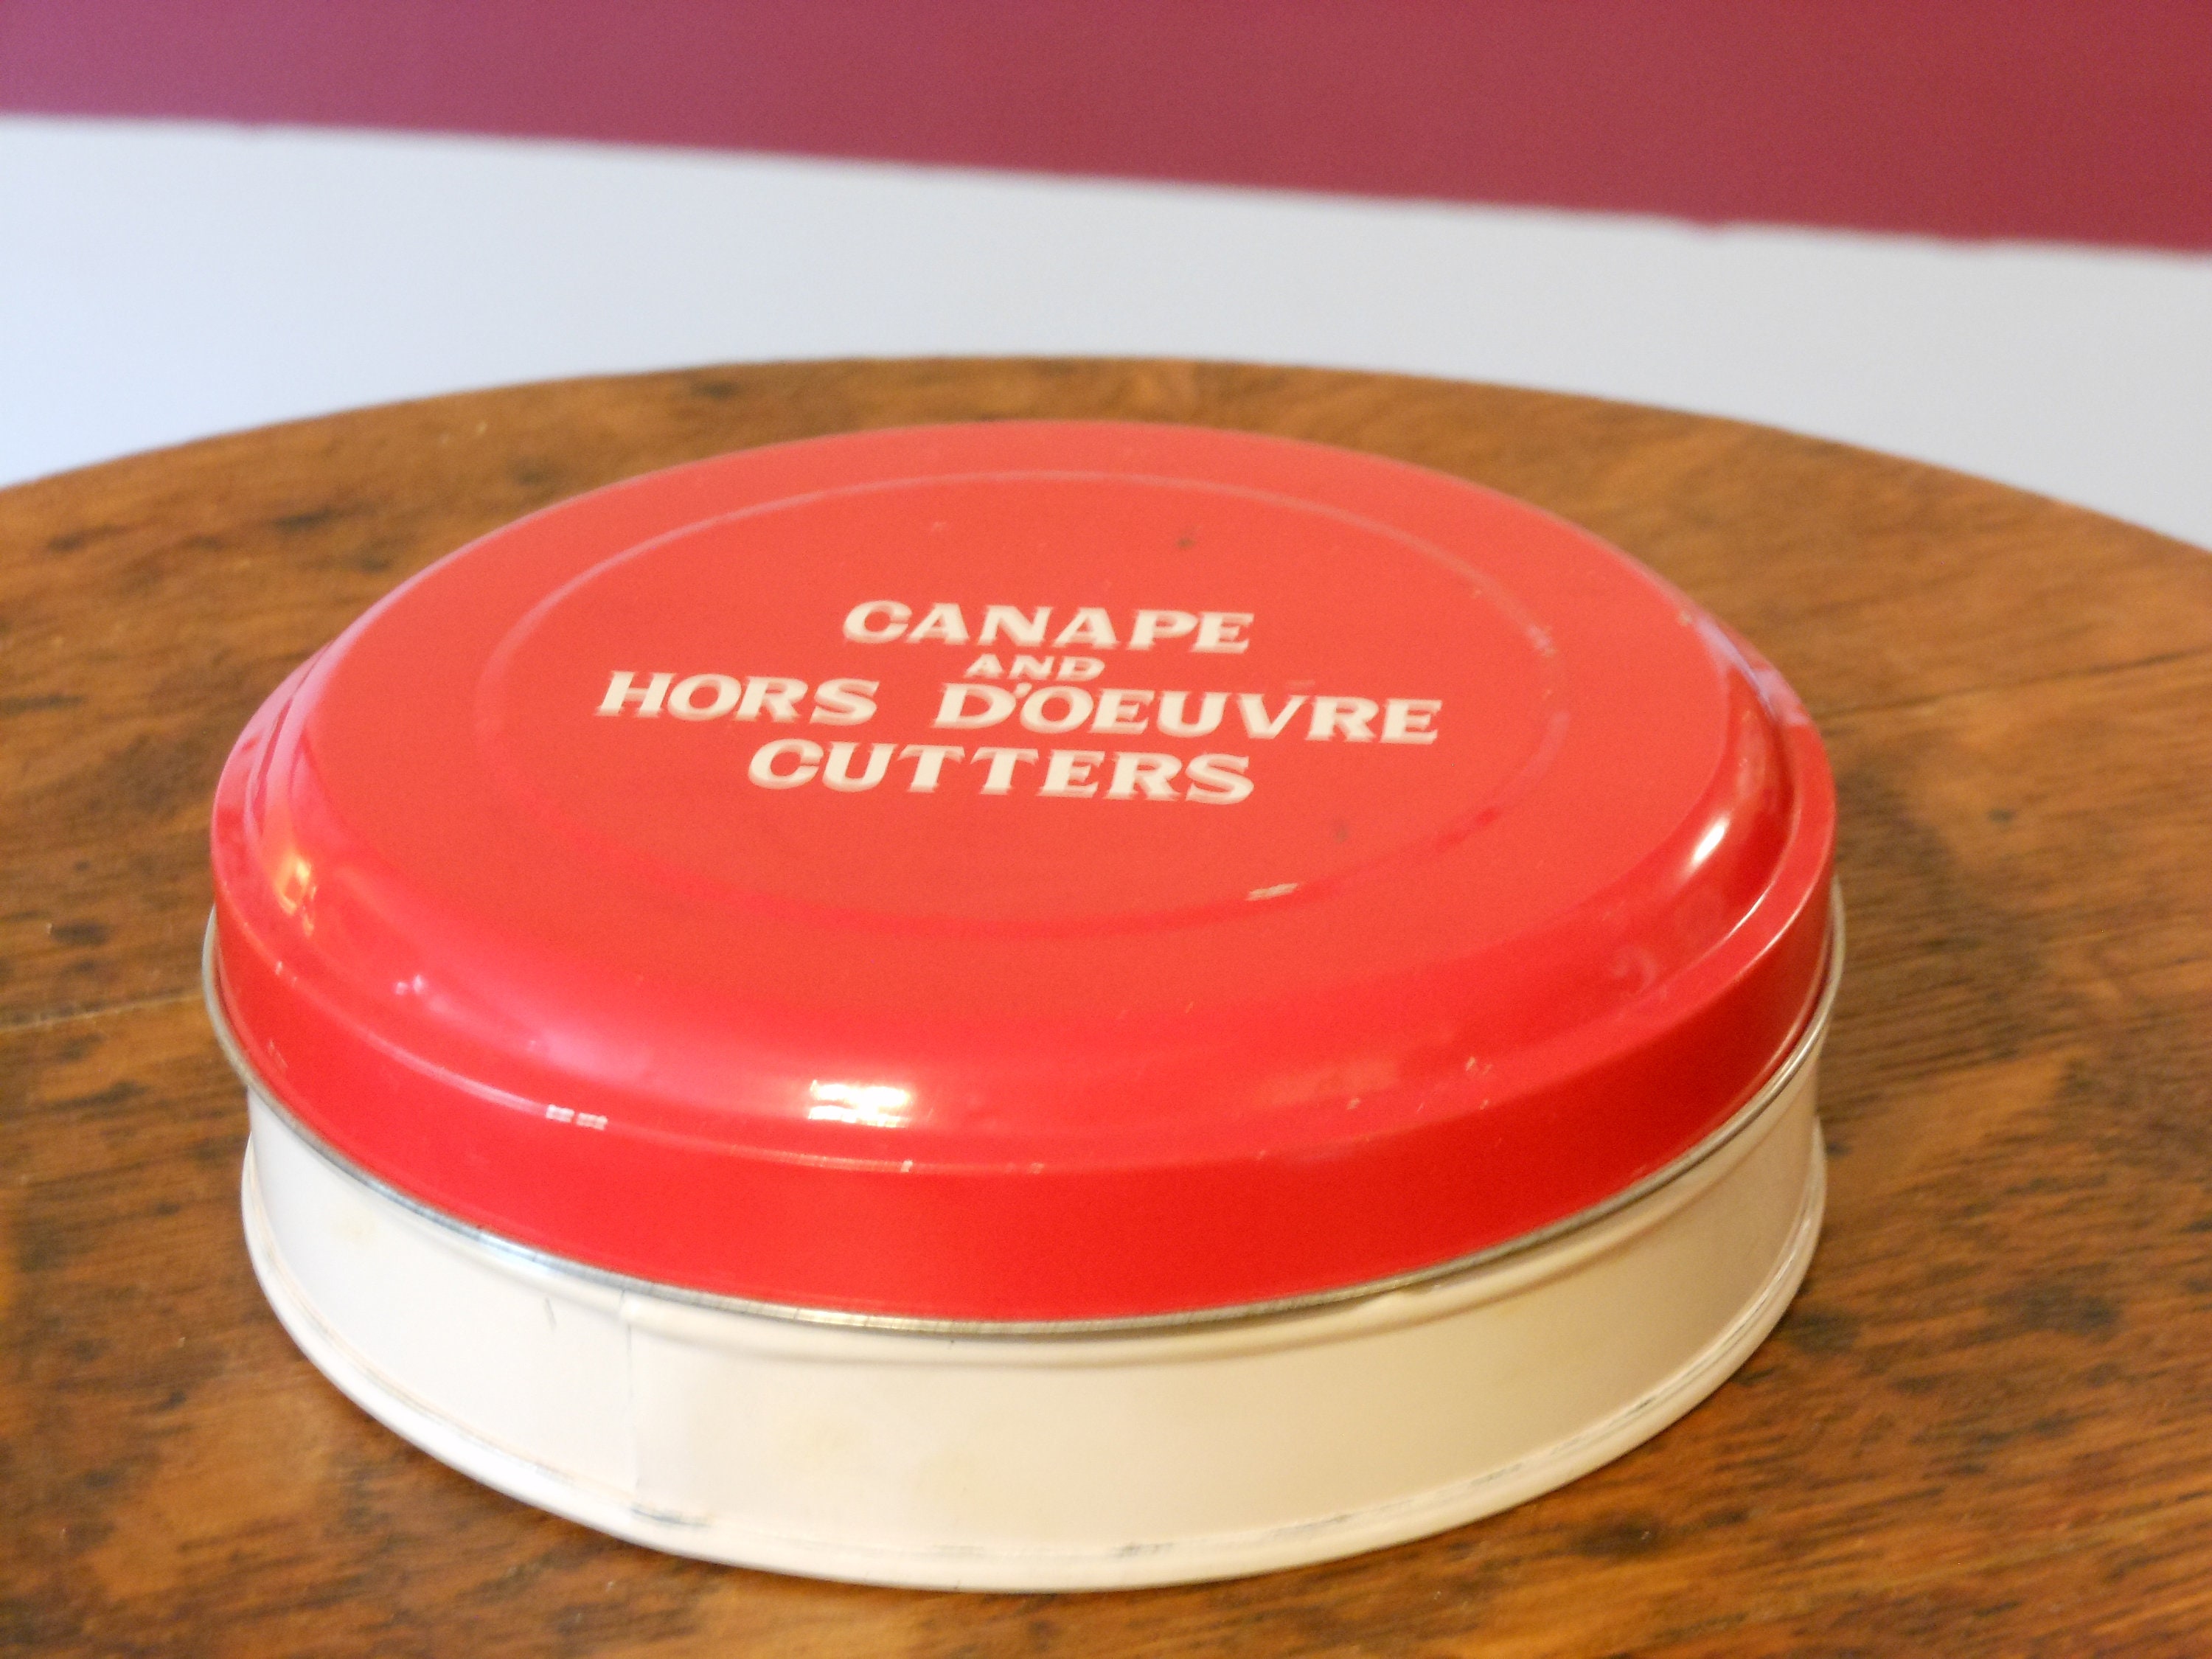 CANAPE
AND
HORS D'OEUVRE
CUTTERS